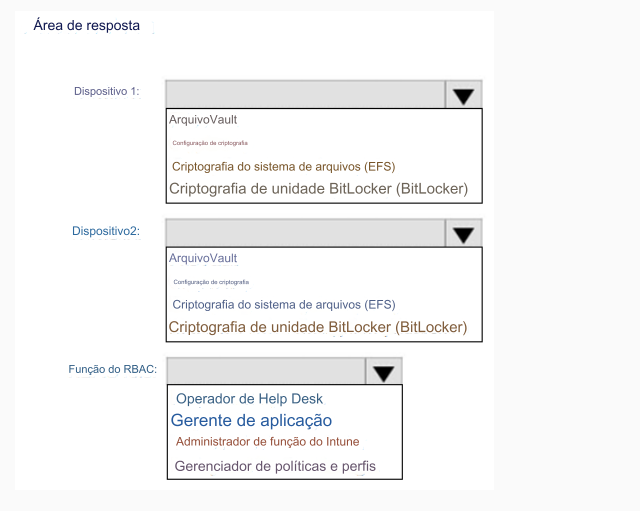 Área de resposta
Dispositivo 1:
ArquivoVault
Configuração de criptografia
Criptografia do sistema de arquivos (EFS)
Criptografia de unidade BitLocker (BitLocker)
Dispositivo2:
ArquivoVault
Configuração de criptografia
Criptografia do sistema de arquivos (EFS)
Criptografia de unidade BitLocker (BitLocker)
Função do RBAC:
Operador de Help Desk
Gerente de aplicação
Administrador de função do Intune
Gerenciador de políticas e perfis